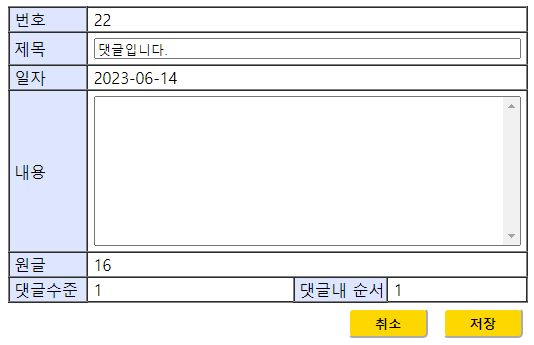 번호 22
제목 댓글입니다.
일자 2023-06-14
내용
원글 16
댓글수준 1 댓글내 순서 1
취소 저장